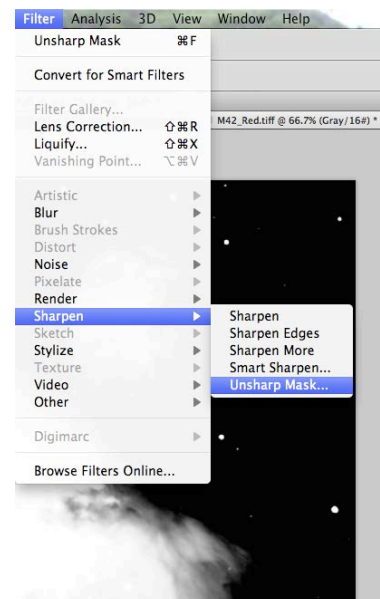 Filter Analysis 3D View Window Help
Unsharp Mask ⌘F
Convert for Smart Filters
Filter Gallery...
Lens Correction... ⇧⌘R
M42_Red.tiff @ 66.7% (Gray/16#) *
Liquify... ⇧⌘X
Vanishing Point... ⌥⌘V
Artistic
Blur
Brush Strokes
Distort
Noise
Pixelate
Render
Sharpen
Sharpen
Sketch
Sharpen Edges
Stylize
Sharpen More
Texture
Smart Sharpen...
Video
Unsharp Mask...
Other
Digimarc
Browse Filters Online...